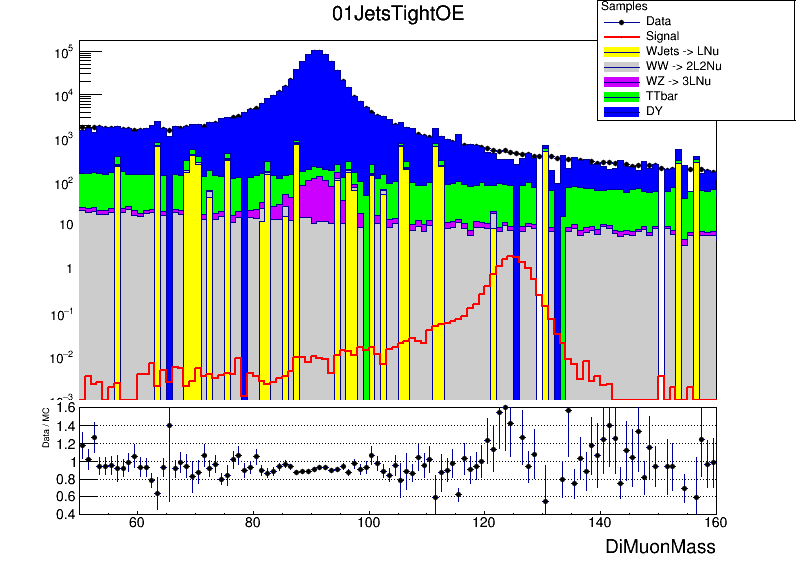 01JetsTightOE
Samples
Data
Signal
WJets -> LNu
WW -> 2L2Nu
WZ -> 3LNu
TTbar
DY
10^5
10^4
10^3
10^2
10
1
10^-1
10^-2
Data / MC
1.6
1.4
1.2
1
0.8
0.6
0.4
60 80 100 120 140 160
DiMuonMass